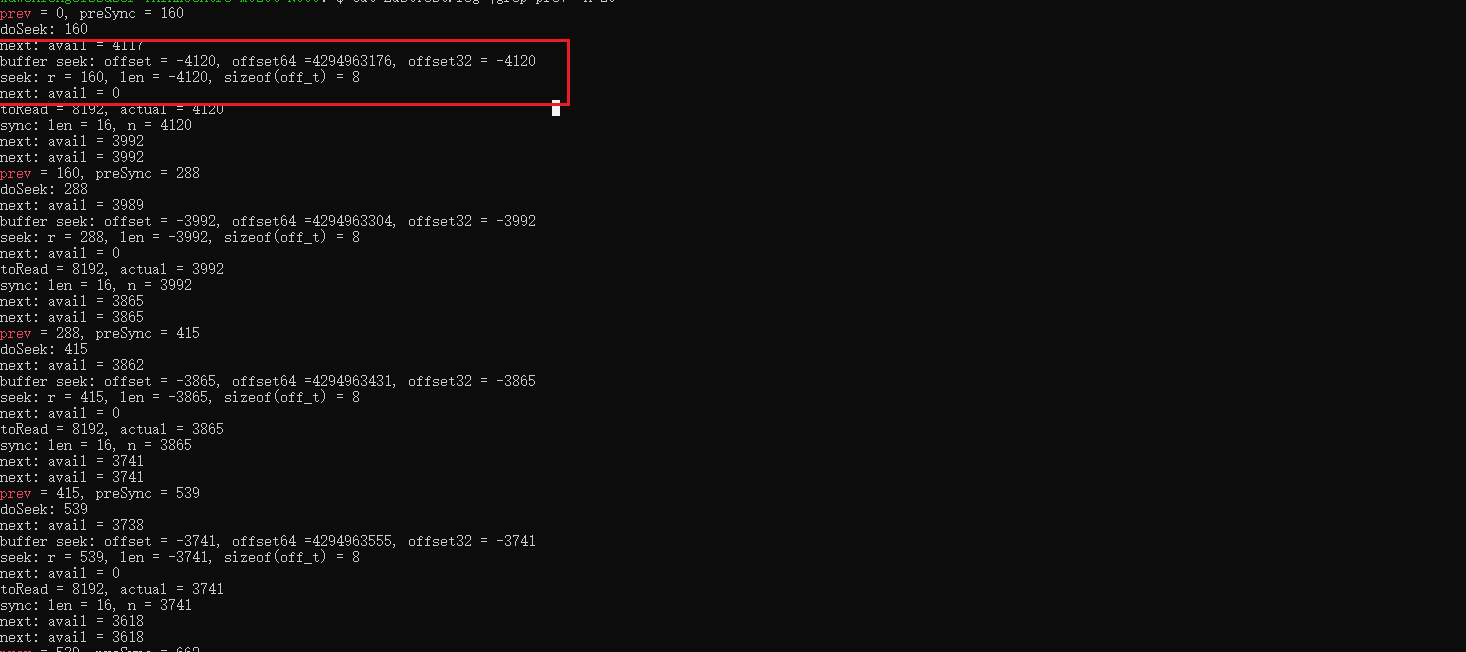 prev = 0, preSync = 160
doSeek: 160
next: avail = 4117
buffer seek: offset = -4120, offset64 =4294963176, offset32 = -4120
seek: r = 160, len = -4120, sizeof(off_t) = 8
next: avail = 0
toRead = 8192, actual = 4120
sync: len = 16, n = 4120
next: avail = 3992
next: avail = 3992
prev = 160, preSync = 288
doSeek: 288
next: avail = 3989
buffer seek: offset = -3992, offset64 =4294963304, offset32 = -3992
seek: r = 288, len = -3992, sizeof(off_t) = 8
next: avail = 0
toRead = 8192, actual = 3992
sync: len = 16, n = 3992
next: avail = 3865
next: avail = 3865
prev = 288, preSync = 415
doSeek: 415
next: avail = 3862
buffer seek: offset = -3865, offset64 =4294963431, offset32 = -3865
seek: r = 415, len = -3865, sizeof(off_t) = 8
next: avail = 0
toRead = 8192, actual = 3865
sync: len = 16, n = 3865
next: avail = 3741
next: avail = 3741
prev = 415, preSync = 539
doSeek: 539
next: avail = 3738
buffer seek: offset = -3741, offset64 =4294963555, offset32 = -3741
seek: r = 539, len = -3741, sizeof(off_t) = 8
next: avail = 0
toRead = 8192, actual = 3741
sync: len = 16, n = 3741
next: avail = 3618
next: avail = 3618